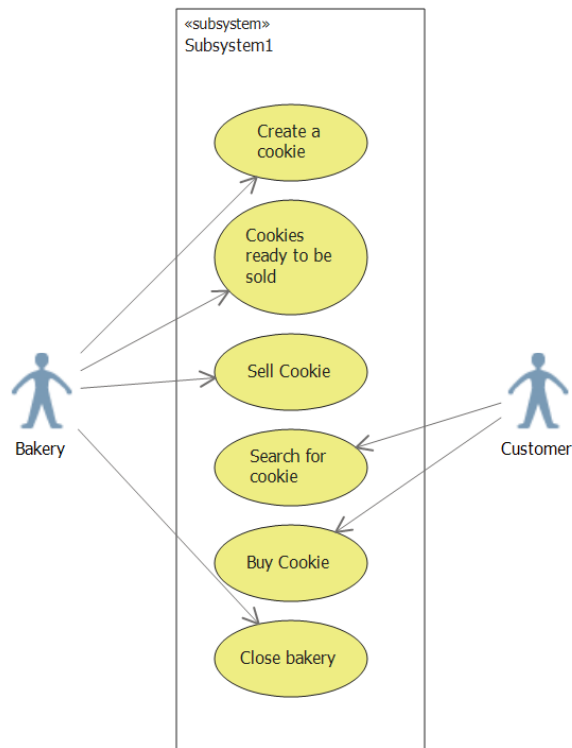 «subsystem»
Subsystem1
Create a
cookie
Cookies
ready to be
sold
Sell Cookie
Bakery
Customer
Search for
cookie
Buy Cookie
Close bakery